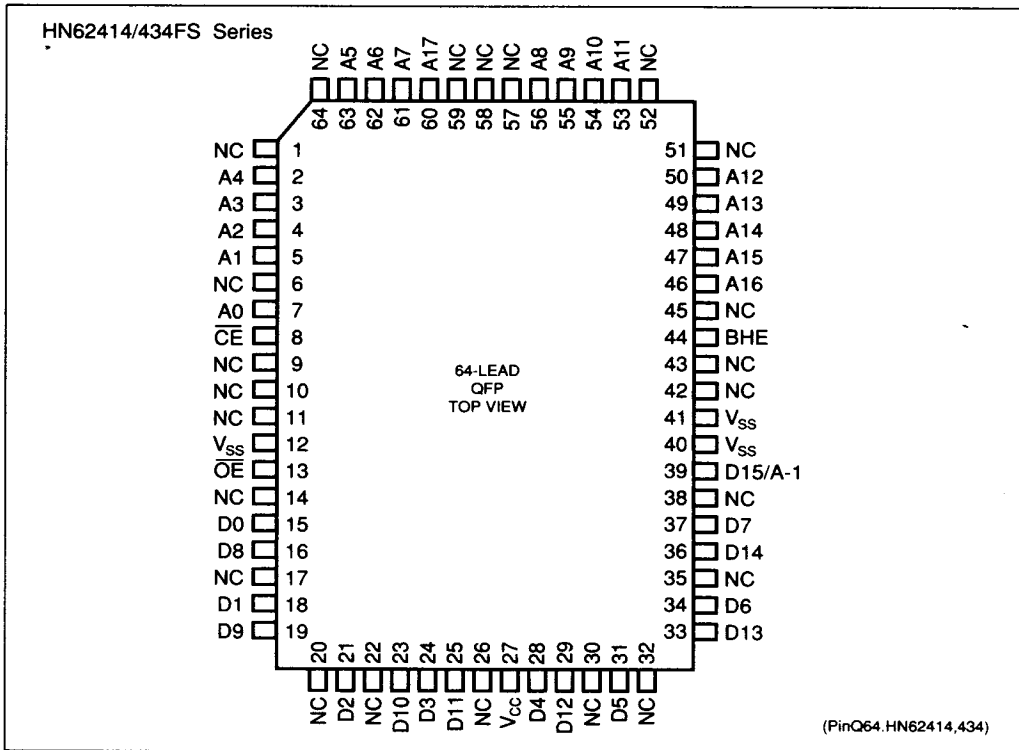 HN62414/434FS Series
NC A5 A6 A7 A17 NC NC NC A8 A9 A10 A11 NC
64 63 62 61 60 59 58 57 56 55 54 53 52
NC 1 51 NC
A4 2 50 A12
A3 3 49 A13
A2 4 48 A14
A1 5 47 A15
NC 6 46 A16
A0 7 45 NC
CE 8 44 BHE
NC 9 43 NC
NC 10 42 NC
NC 11 41 VSS
VSS 12 40 VSS
OE 13 39 D15/A-1
NC 14 38 NC
D0 15 37 D7
D8 16 36 D14
NC 17 35 NC
D1 18 34 D6
D9 19 33 D13
64-LEAD
QFP
TOP VIEW
20 21 22 23 24 25 26 27 28 29 30 31 32
NC D2 NC D10 D3 D11 NC VCC D4 D12 NC D5 NC
(PinQ64.HN62414,434)